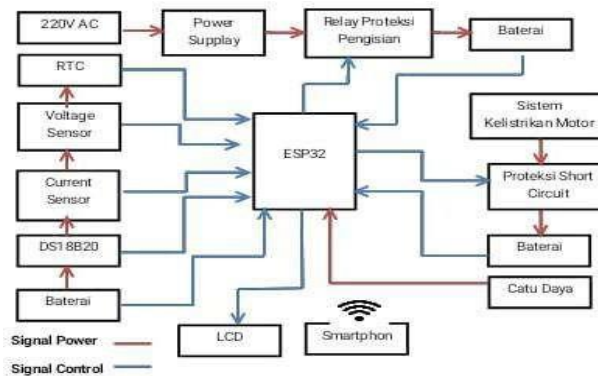 220V AC
Power
Supplay
Relay Proteksi
Pengisian
Baterai
RTC
Voltage
Sensor
Current
Sensor
DS18B20
Baterai
ESP32
Sistem
Kelistrikan Motor
Proteksi Short
Circuit
Baterai
Catu Daya
LCD
Smartphon
Signal Power
Signal Control